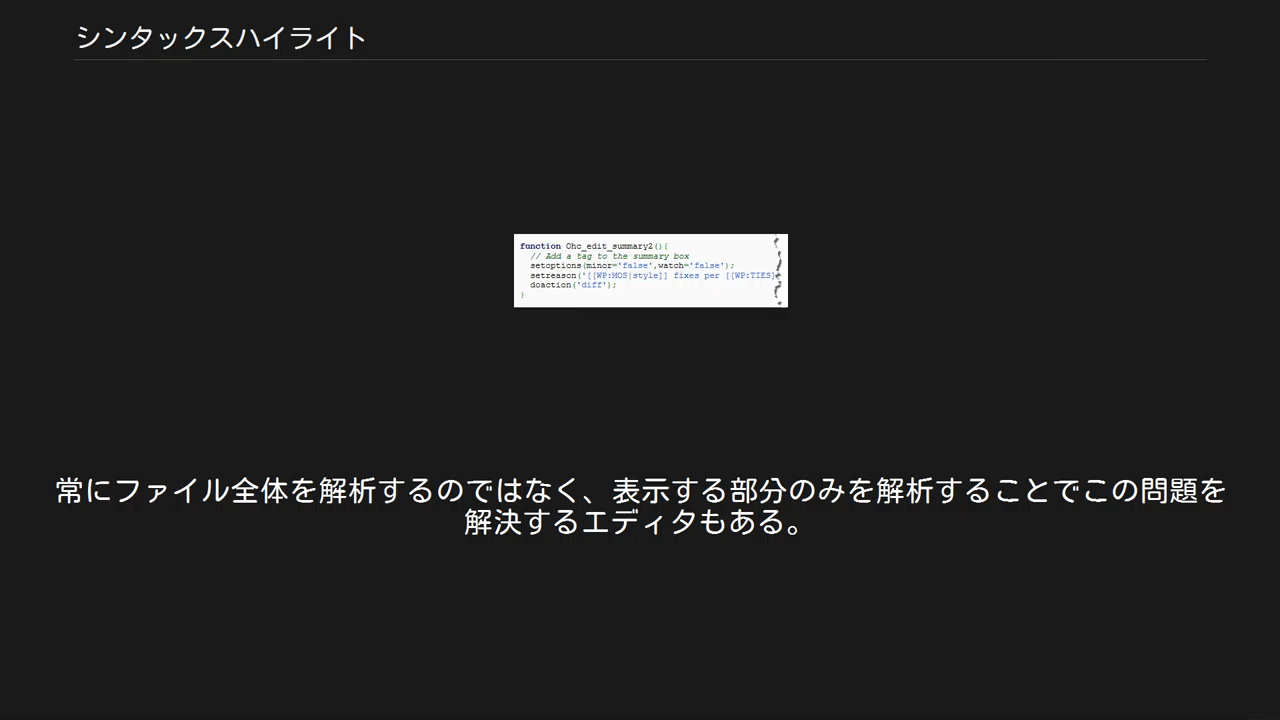 シンタックスハイライト
function Ohc_edit_summary2(){
// Add a tag to the summary box
setoptions(minor='false',watch='false');
setreason('[[WP:MOS|style]] fixes per [[WP:TIES]
doaction('diff');
}
常にファイル全体を解析するのではなく、表示する部分のみを解析することでこの問題を
解決するエディタもある。